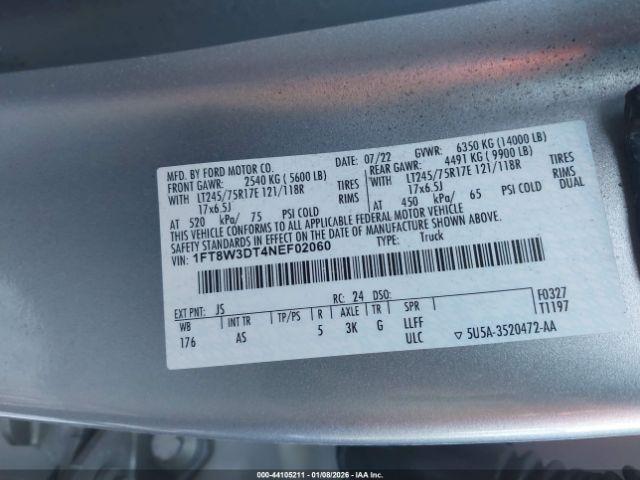 MFD. BY FORD MOTOR CO.
DATE: 07/22 GVWR: 6350 KG (14000 LB)
FRONT GAWR: 2540 KG (5600 LB) REAR GAWR: 4491 KG (9900 LB)
WITH LT245/75R17E 121/118R TIRES WITH LT245/75R17E 121/118R TIRES
17x6.5J RIMS 17x6.5J RIMS
AT 520 kPa/ 75 PSI COLD AT 450 kPa/ 65 PSI COLD DUAL
THIS VEHICLE CONFORMS TO ALL APPLICABLE FEDERAL MOTOR VEHICLE
SAFETY AND THEFT PREVENTION STANDARDS IN EFFECT ON THE DATE OF MANUFACTURE SHOWN ABOVE.
VIN: 1FT8W3DT4NEF02060 TYPE: Truck
F0327
T1197
EXT PNT: JS RC: 24 DSO:
WB INT TR TP/PS R AXLE TR SPR
176 AS 5 3K G LLFF
ULC ▽ 5U5A-3520472-AA
000-44105211 - 01/08/2026 - IAAI.com